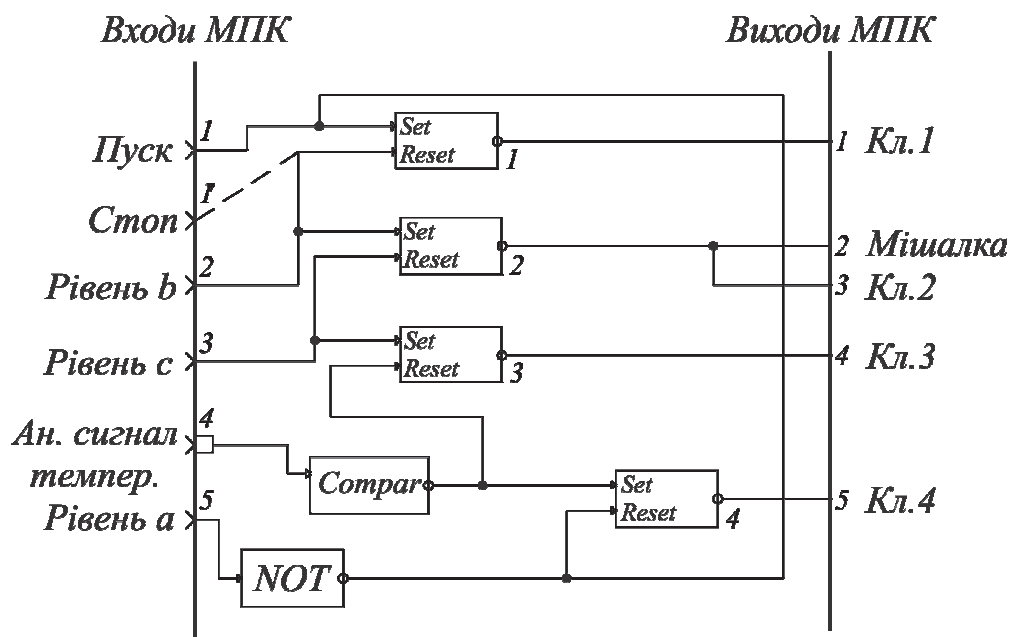 Входи МПК
Виходи МПК
Пуск
1
Set
Reset
1
1
Кл.1
Стоп
1'
Рівень b
2
Set
Reset
2
2
Мішалка
3
Кл.2
Рівень c
3
Set
Reset
3
4
Кл.3
Ан. сигнал
темпер.
4
Compar
Set
Reset
4
5
Кл.4
Рівень a
5
NOT